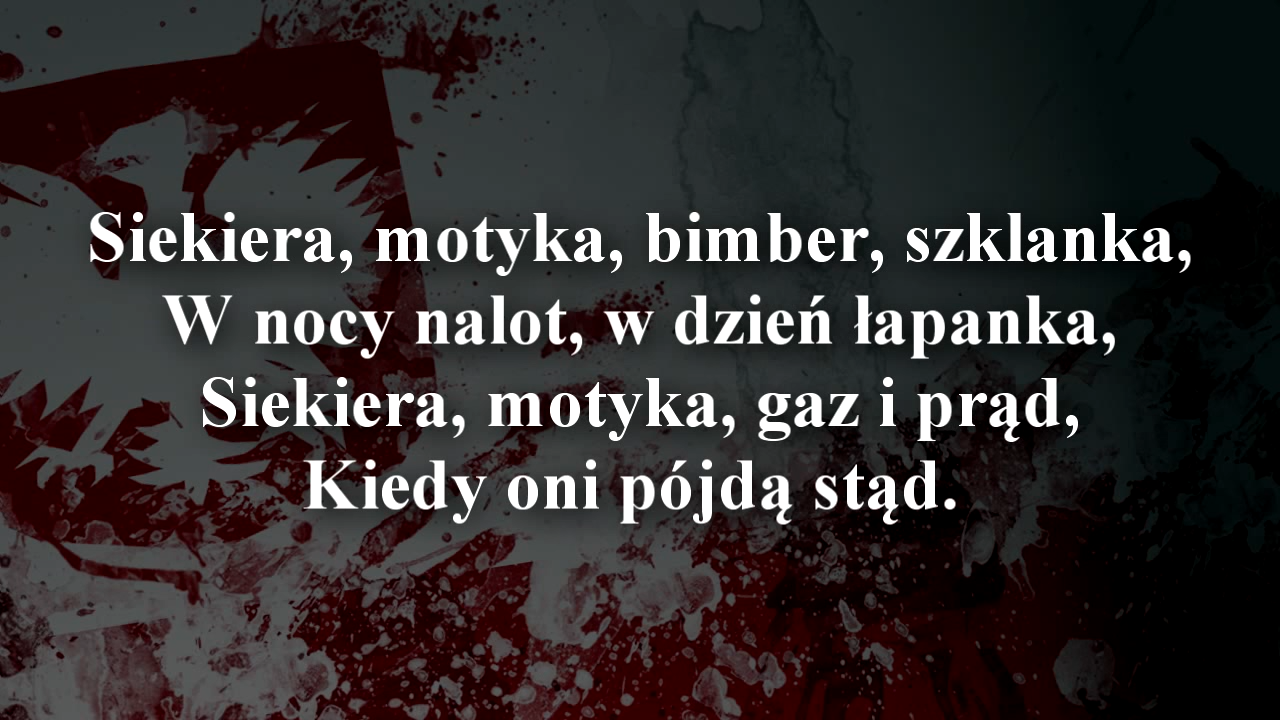 Siekiera, motyka, bimber, szklanka,
W nocy nalot, w dzień łapanka,
Siekiera, motyka, gaz i prąd,
Kiedy oni pójdą stąd.